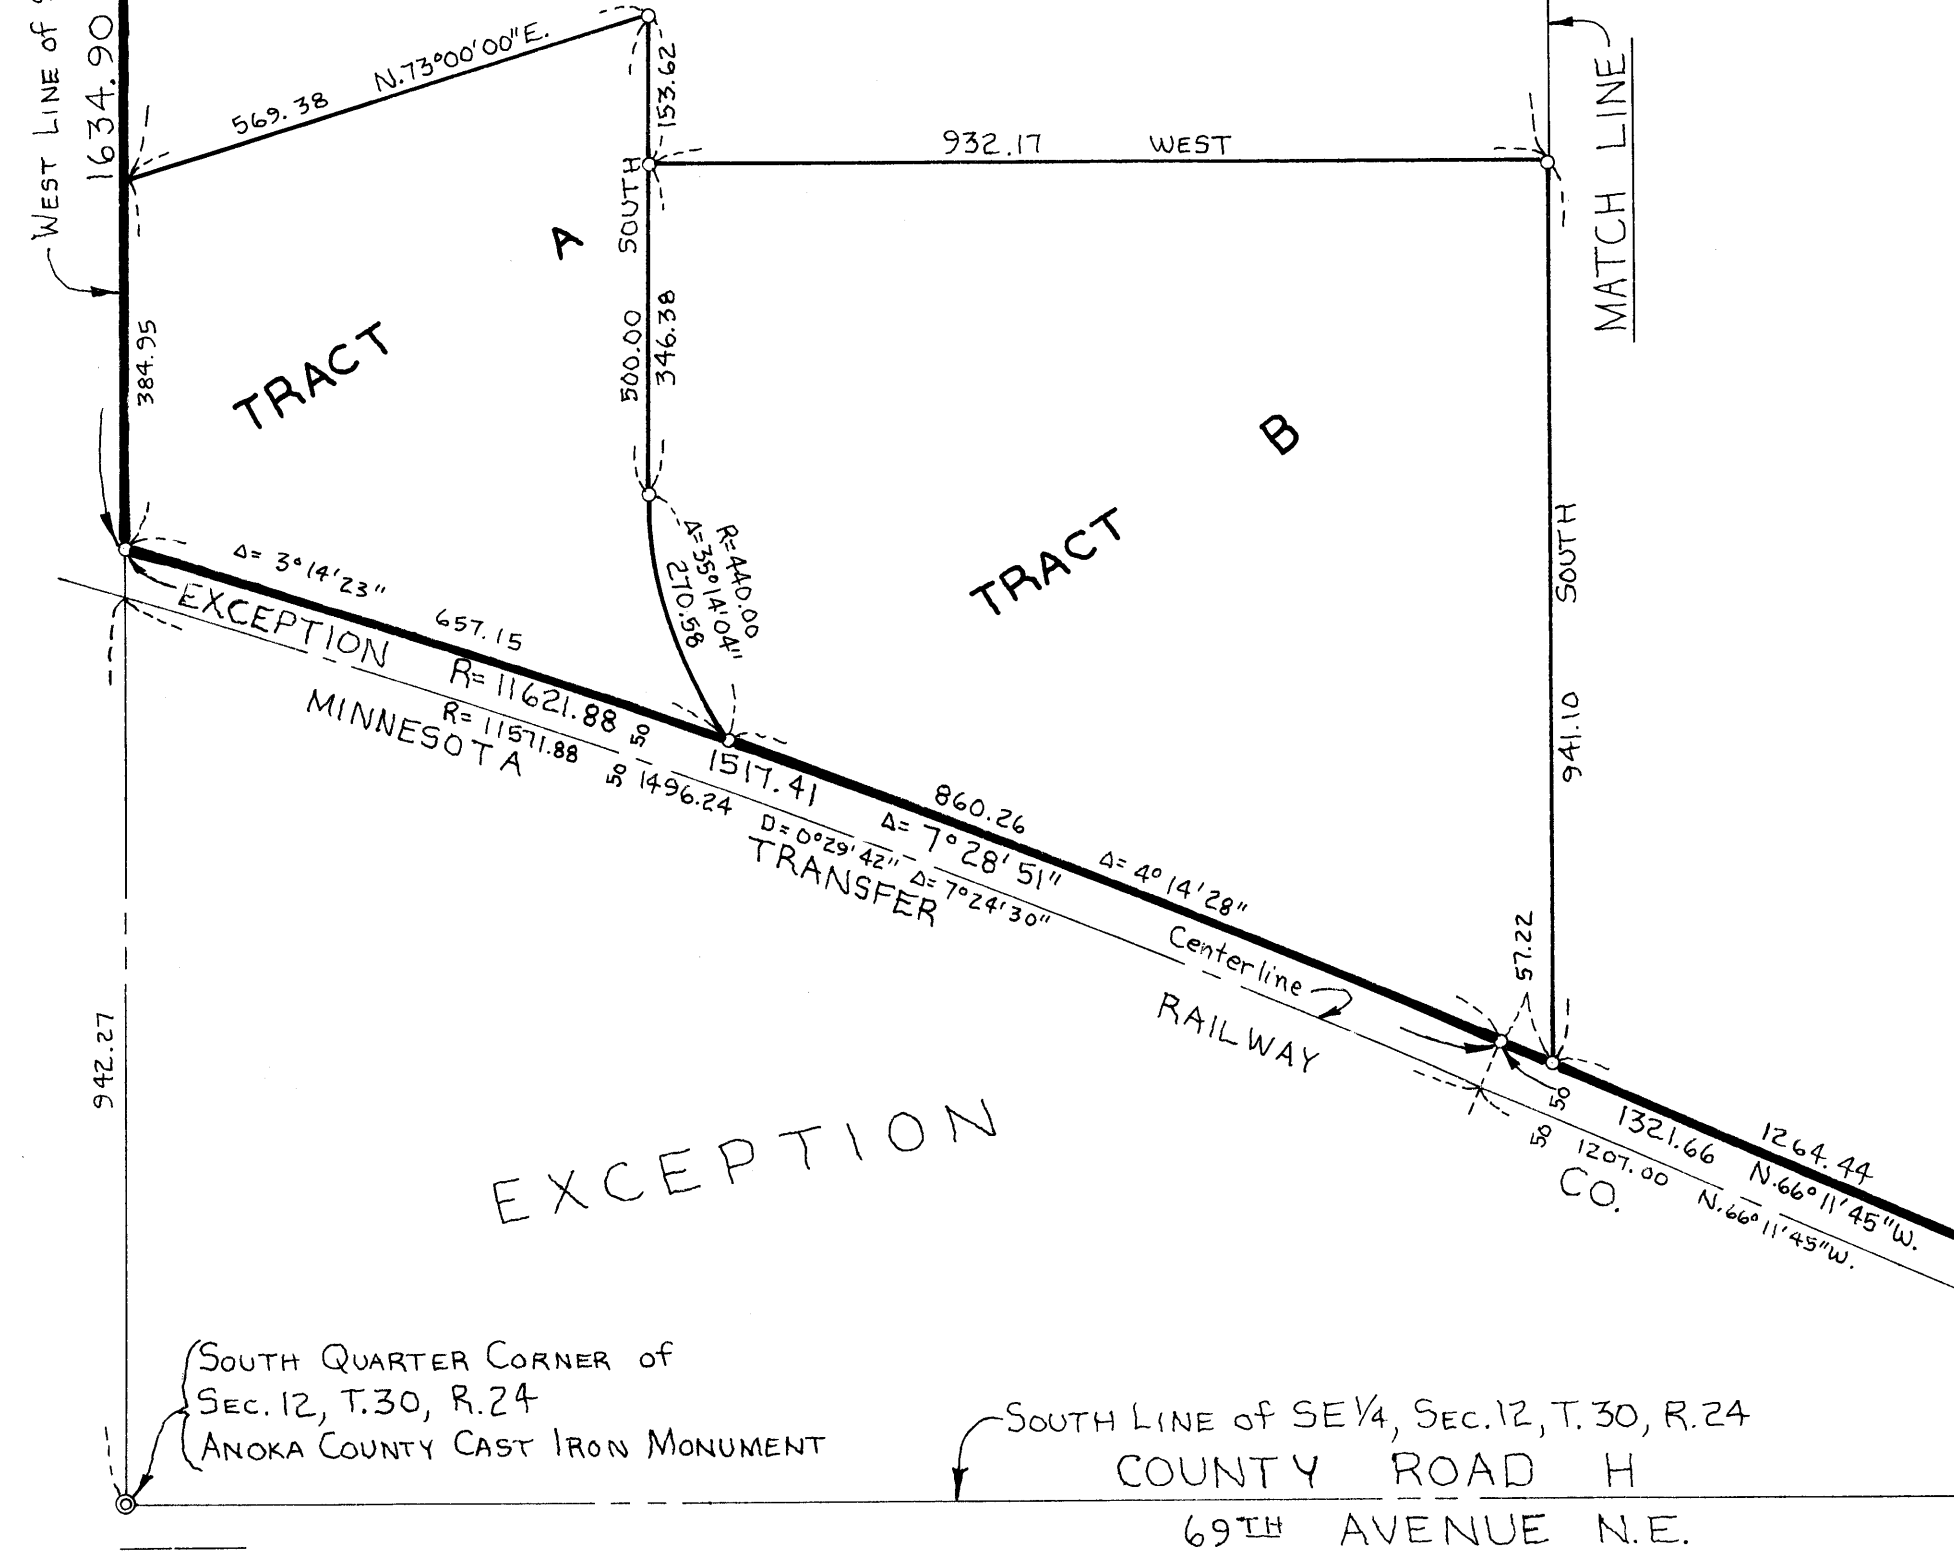 WEST LINE of
1634.90
569.38 N.73°00'00"E.
153.62
932.17 WEST
MATCH LINE
SOUTH
500.00
346.38
384.95
TRACT A
TRACT B
R=440.00
Δ=35°14'04"
270.58
SOUTH
941.10
Δ= 3°14'23"
657.15
EXCEPTION
R= 11621.88
50
1517.41
R= 11571.88
50
1496.24
860.26
Δ= 7°28'51"
Δ= 4°14'28"
D=0°29'42" Δ= 7°24'30"
MINNESOTA TRANSFER RAILWAY CO.
Centerline
57.22
50
50
1321.66 N.66°11'45"W.
1264.44
1207.00 N.66°11'45"W.
942.27
EXCEPTION
SOUTH QUARTER CORNER of
SEC.12, T.30, R.24
ANOKA COUNTY CAST IRON MONUMENT
SOUTH LINE of SE1/4, SEC.12, T.30, R.24
COUNTY ROAD H
69TH AVENUE N.E.